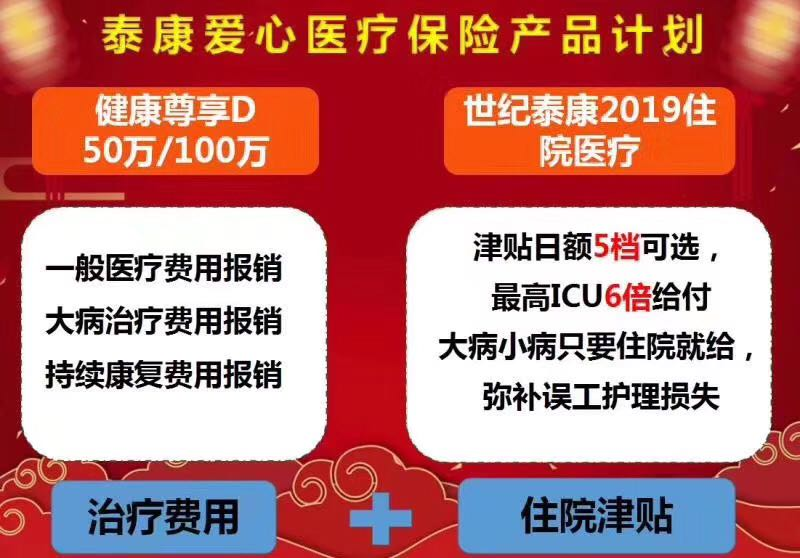 泰康爱心医疗保险产品计划
健康尊享D
50万/100万
世纪泰康2019住
院医疗
一般医疗费用报销
大病治疗费用报销
持续康复费用报销
津贴日额5档可选，
最高ICU6倍给付
大病小病只要住院就给，
弥补误工护理损失
治疗费用
住院津贴